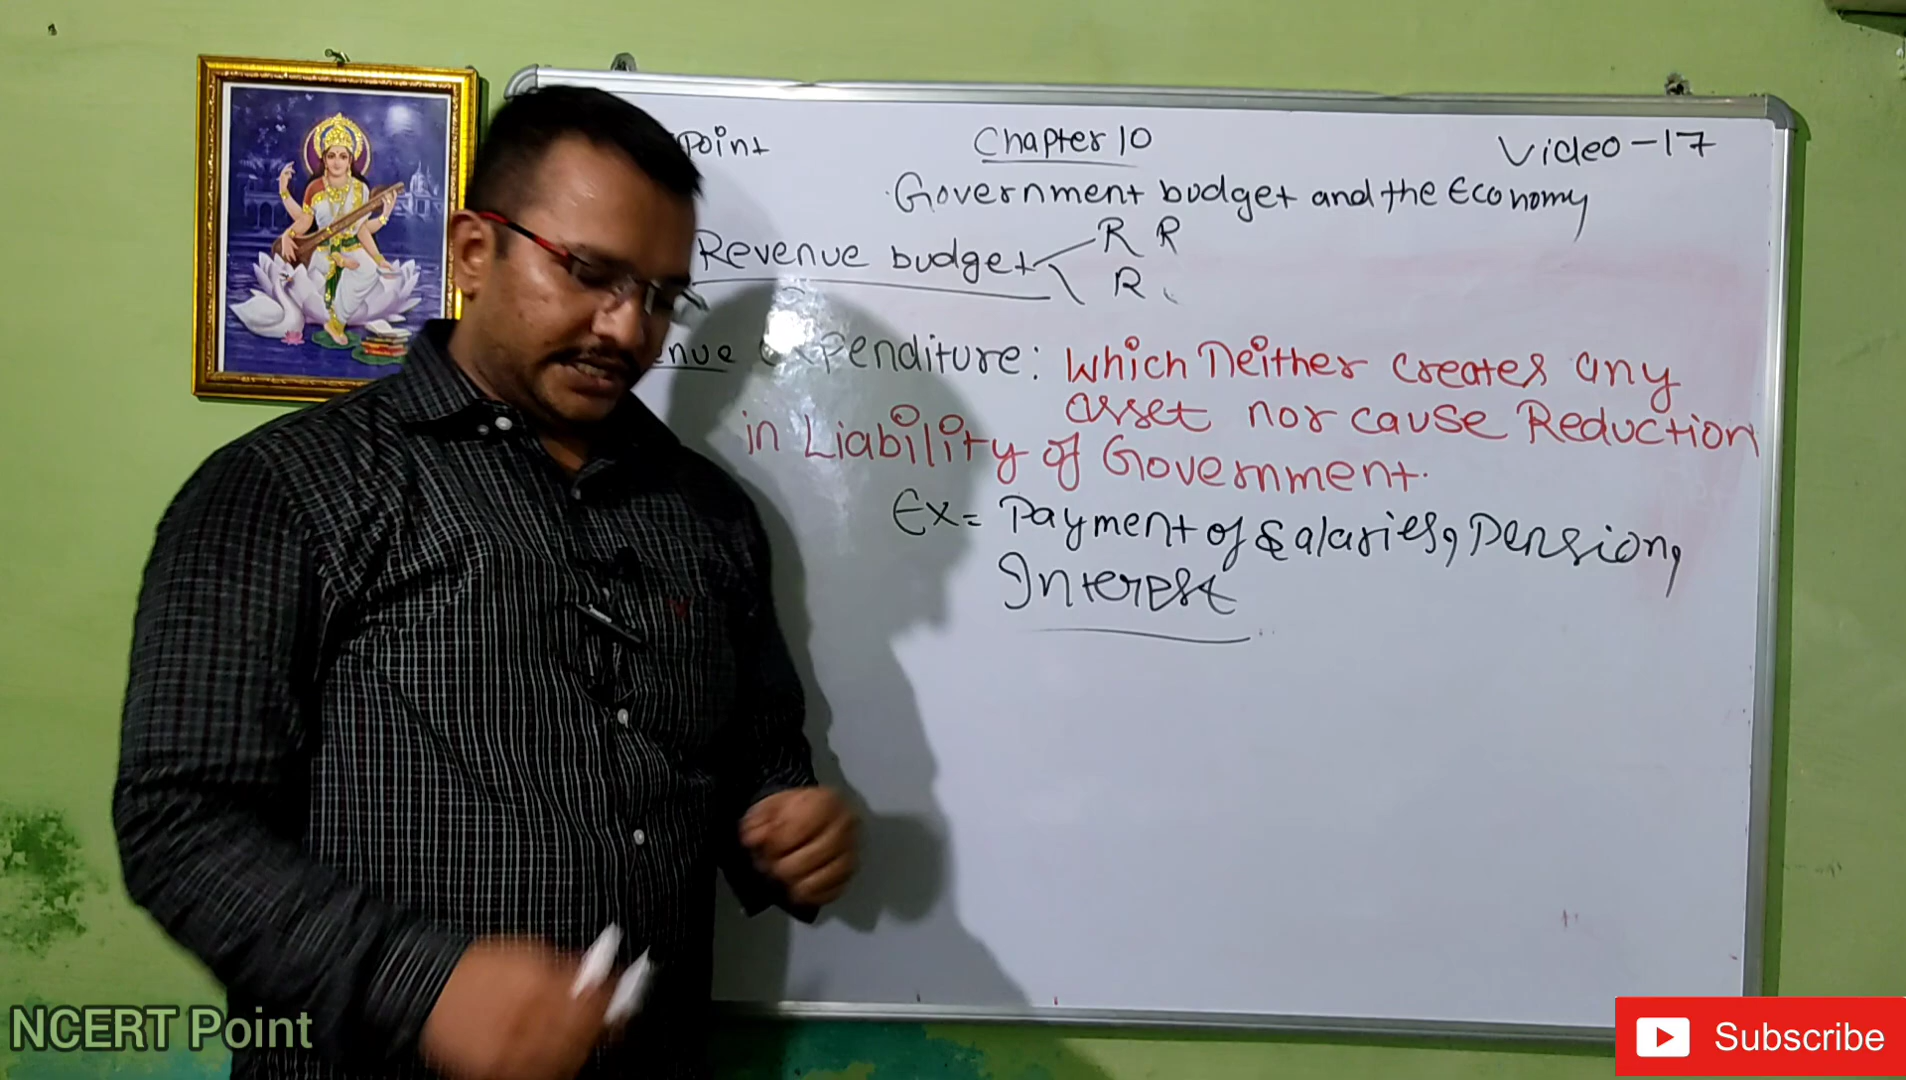 Point
Chapter 10
Video-17
Government budget and the Economy
Revenue budget
R R
R
enditure: Which neither creates any
asset nor cause Reduction
in Liability of Government.
Ex= Payment of Salaries, Pension,
Interest
NCERT Point
Subscribe